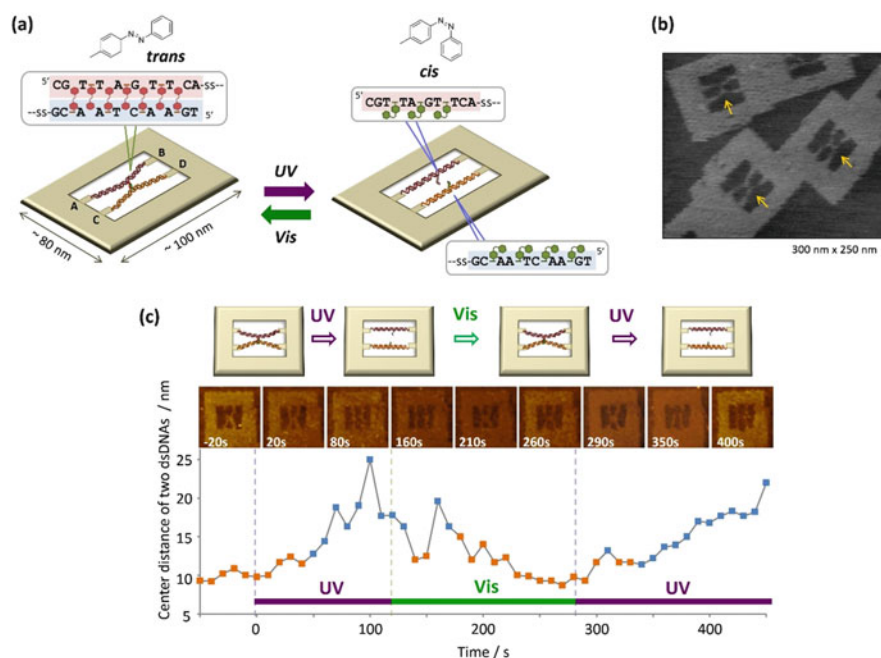 (a)
trans
5'
CG T T A G T T CA-SS--
--SS-GC A A T C A A GT
5'
B
D
A
C
~ 80 nm
~ 100 nm
UV
Vis
cis
5'
CGT-TA-GT-TCA-SS--
--SS-GC-AA-TC-AA-GT
5'
(b)
300 nm x 250 nm
(c)
UV
Vis
UV
-20s
20s
80s
160s
210s
260s
290s
350s
400s
Center distance of two dsDNAs / nm
25
20
15
10
5
UV
Vis
UV
0
100
200
300
400
Time / s